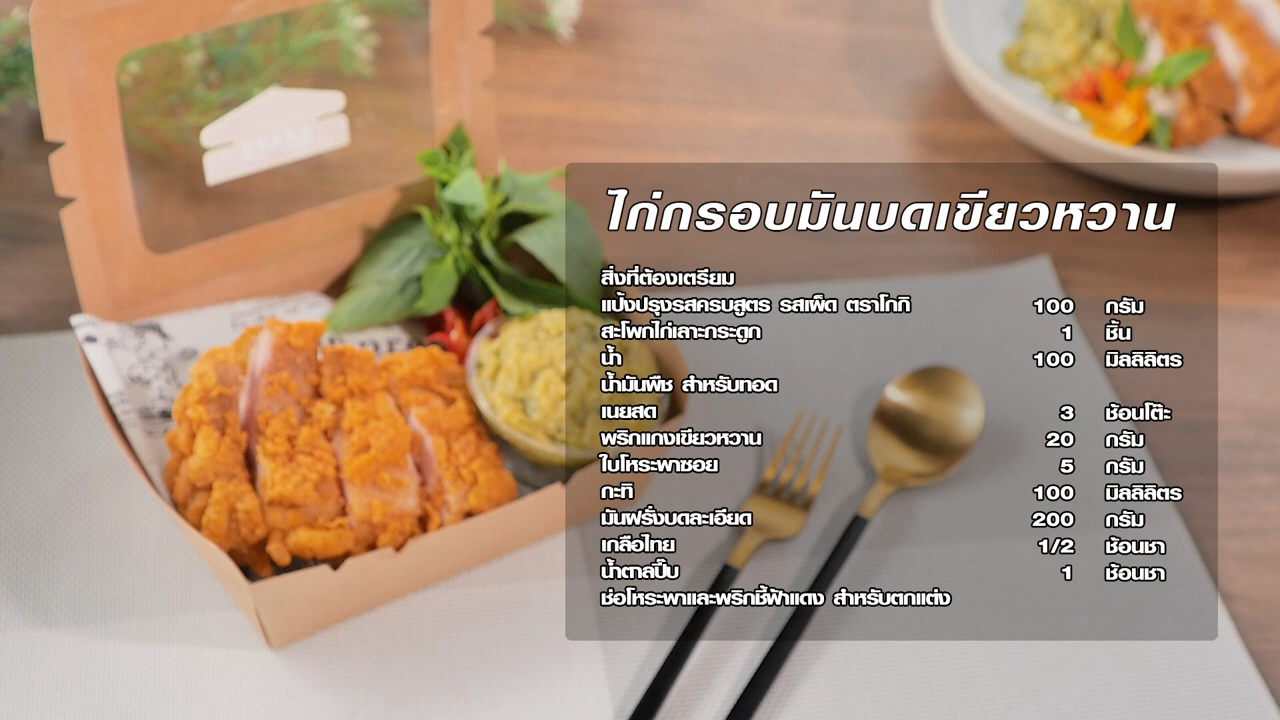 ไก่กรอบมันบดเขียวหวาน
สิ่งที่ต้องเตรียม
แป้งปรุงรสครบสูตร รสเผ็ด ตราโกกิ 100 กรัม
สะโพกไก่เลาะกระดูก 1 ชิ้น
น้ำ 100 มิลลิลิตร
น้ำมันพืช สำหรับทอด
เนยสด 3 ช้อนโต๊ะ
พริกแกงเขียวหวาน 20 กรัม
ใบโหระพาซอย 5 กรัม
กะทิ 100 มิลลิลิตร
มันฝรั่งบดละเอียด 200 กรัม
เกลือไทย 1/2 ช้อนชา
น้ำตาลปี๊บ 1 ช้อนชา
ช่อโหระพาและพริกชี้ฟ้าแดง สำหรับตกแต่ง